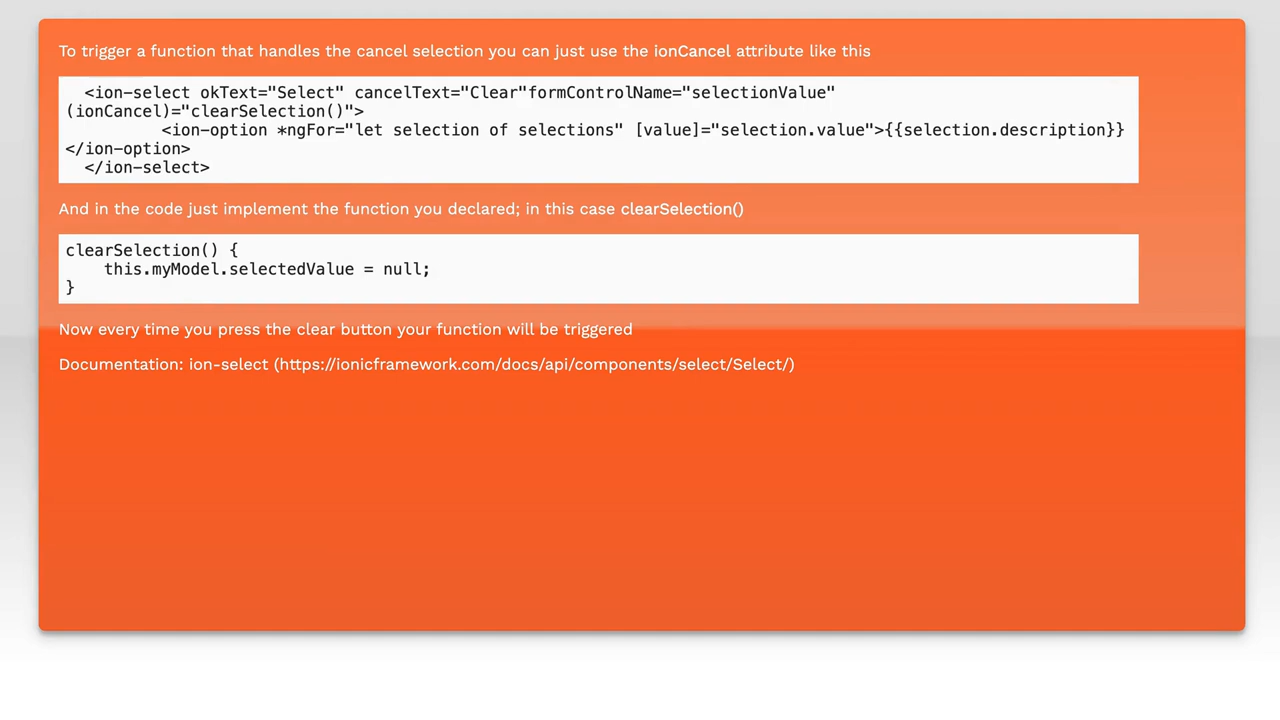 To trigger a function that handles the cancel selection you can just use the ionCancel attribute like this
<ion-select okText="Select" cancelText="Clear"formControlName="selectionValue"
(ionCancel)="clearSelection()">
<ion-option *ngFor="let selection of selections" [value]="selection.value">{{selection.description}}
</ion-option>
</ion-select>
And in the code just implement the function you declared; in this case clearSelection()
clearSelection() {
this.myModel.selectedValue = null;
}
Now every time you press the clear button your function will be triggered
Documentation: ion-select (https://ionicframework.com/docs/api/components/select/Select/)